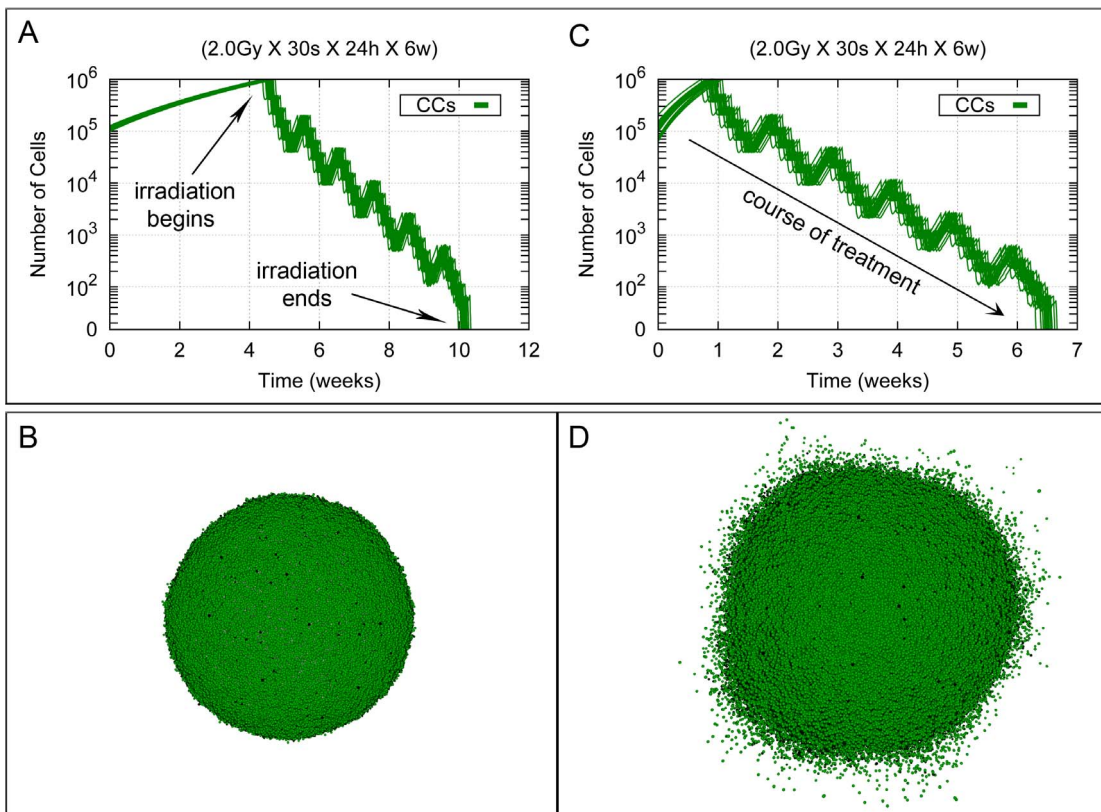 A
(2.0Gy X 30s X 24h X 6w)
10^6
10^5
10^4
10^3
10^2
0
Number of Cells
CCs
irradiation
begins
irradiation
ends
0 2 4 6 8 10 12
Time (weeks)
C
(2.0Gy X 30s X 24h X 6w)
10^6
10^5
10^4
10^3
10^2
0
Number of Cells
CCs
course of treatment
0 1 2 3 4 5 6 7
Time (weeks)
B
D